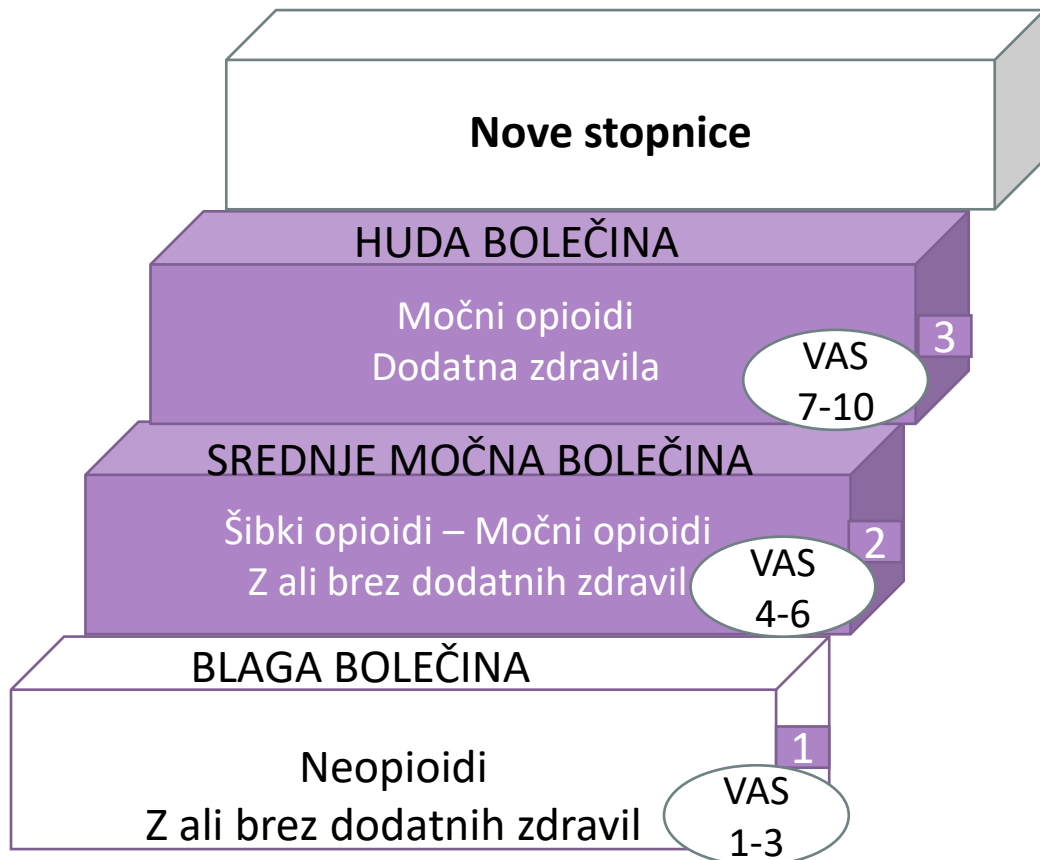 Nove stopnice
HUDA BOLEČINA
Močni opioidi
Dodatna zdravila
3
VAS
7-10
SREDNJE MOČNA BOLEČINA
Šibki opioidi – Močni opioidi
Z ali brez dodatnih zdravil
2
VAS
4-6
BLAGA BOLEČINA
Neopioidi
Z ali brez dodatnih zdravil
1
VAS
1-3